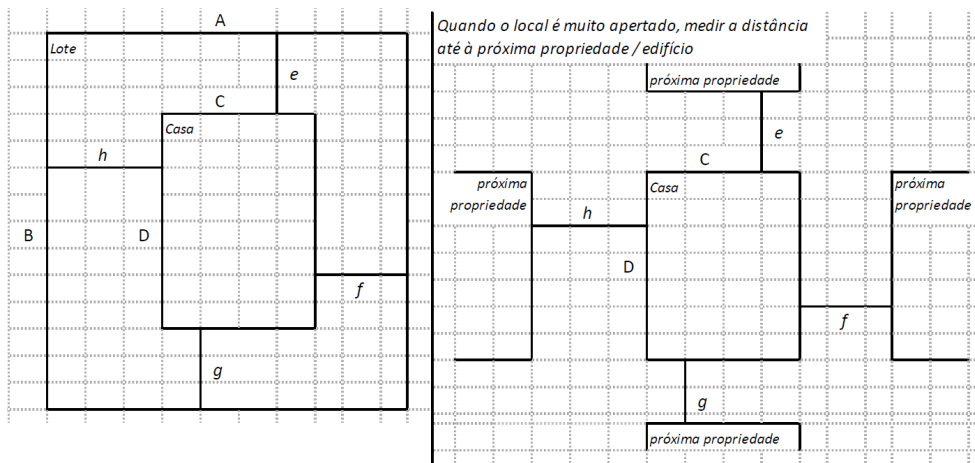 A
Lote
e
C
Casa
h
B
D
f
g
Quando o local é muito apertado, medir a distância
até à próxima propriedade / edifício
próxima propriedade
e
C
próxima
propriedade
Casa
próxima
propriedade
h
D
f
g
próxima propriedade